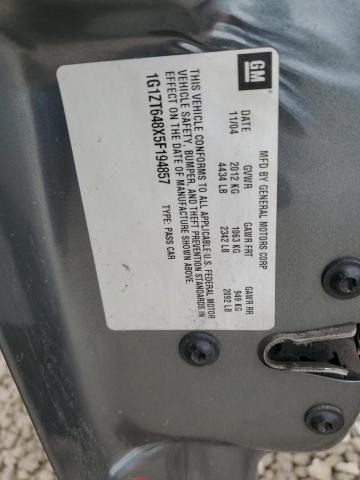 GM
MFD BY GENERAL MOTORS CORP
DATE GVWR GAWR FRT GAWR RR
11/04 2012 KG 1063 KG 949 KG
4434 LB 2342 LB 2092 LB
THIS VEHICLE CONFORMS TO ALL APPLICABLE U.S. FEDERAL MOTOR
VEHICLE SAFETY, BUMPER, AND THEFT PREVENTION STANDARDS IN
EFFECT ON THE DATE OF MANUFACTURE SHOWN ABOVE.
1G1ZT648X5F194857 TYPE: PASS CAR